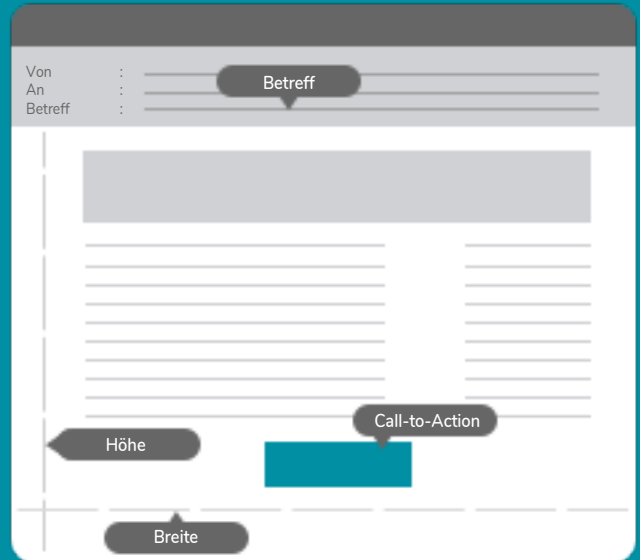 Von :
An :
Betreff :
Betreff
Call-to-Action
Höhe
Breite